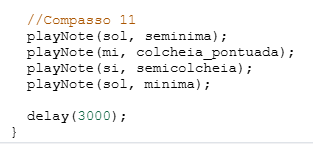 //Compasso 11
playNote(sol, seminima);
playNote(mi, colcheia_pontuada);
playNote(si, semicolcheia);
playNote(sol, minima);
delay(3000);
}